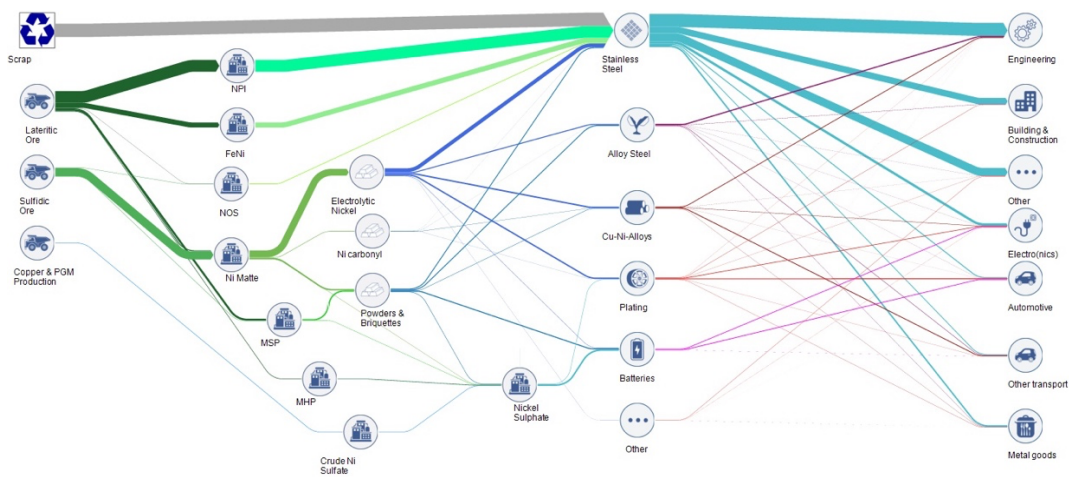 Scrap
Lateritic
Ore
Sulfidic
Ore
Copper & PGM
Production
NPI
FeNi
NOS
Ni Matte
MSP
MHP
Crude Ni
Sulfate
Electrolytic
Nickel
Ni carbonyl
Powders &
Briquettes
Nickel
Sulphate
Stainless
Steel
Alloy Steel
Cu-Ni-Alloys
Plating
Batteries
Other
Engineering
Building &
Construction
Other
Electro(nics)
Automotive
Other transport
Metal goods